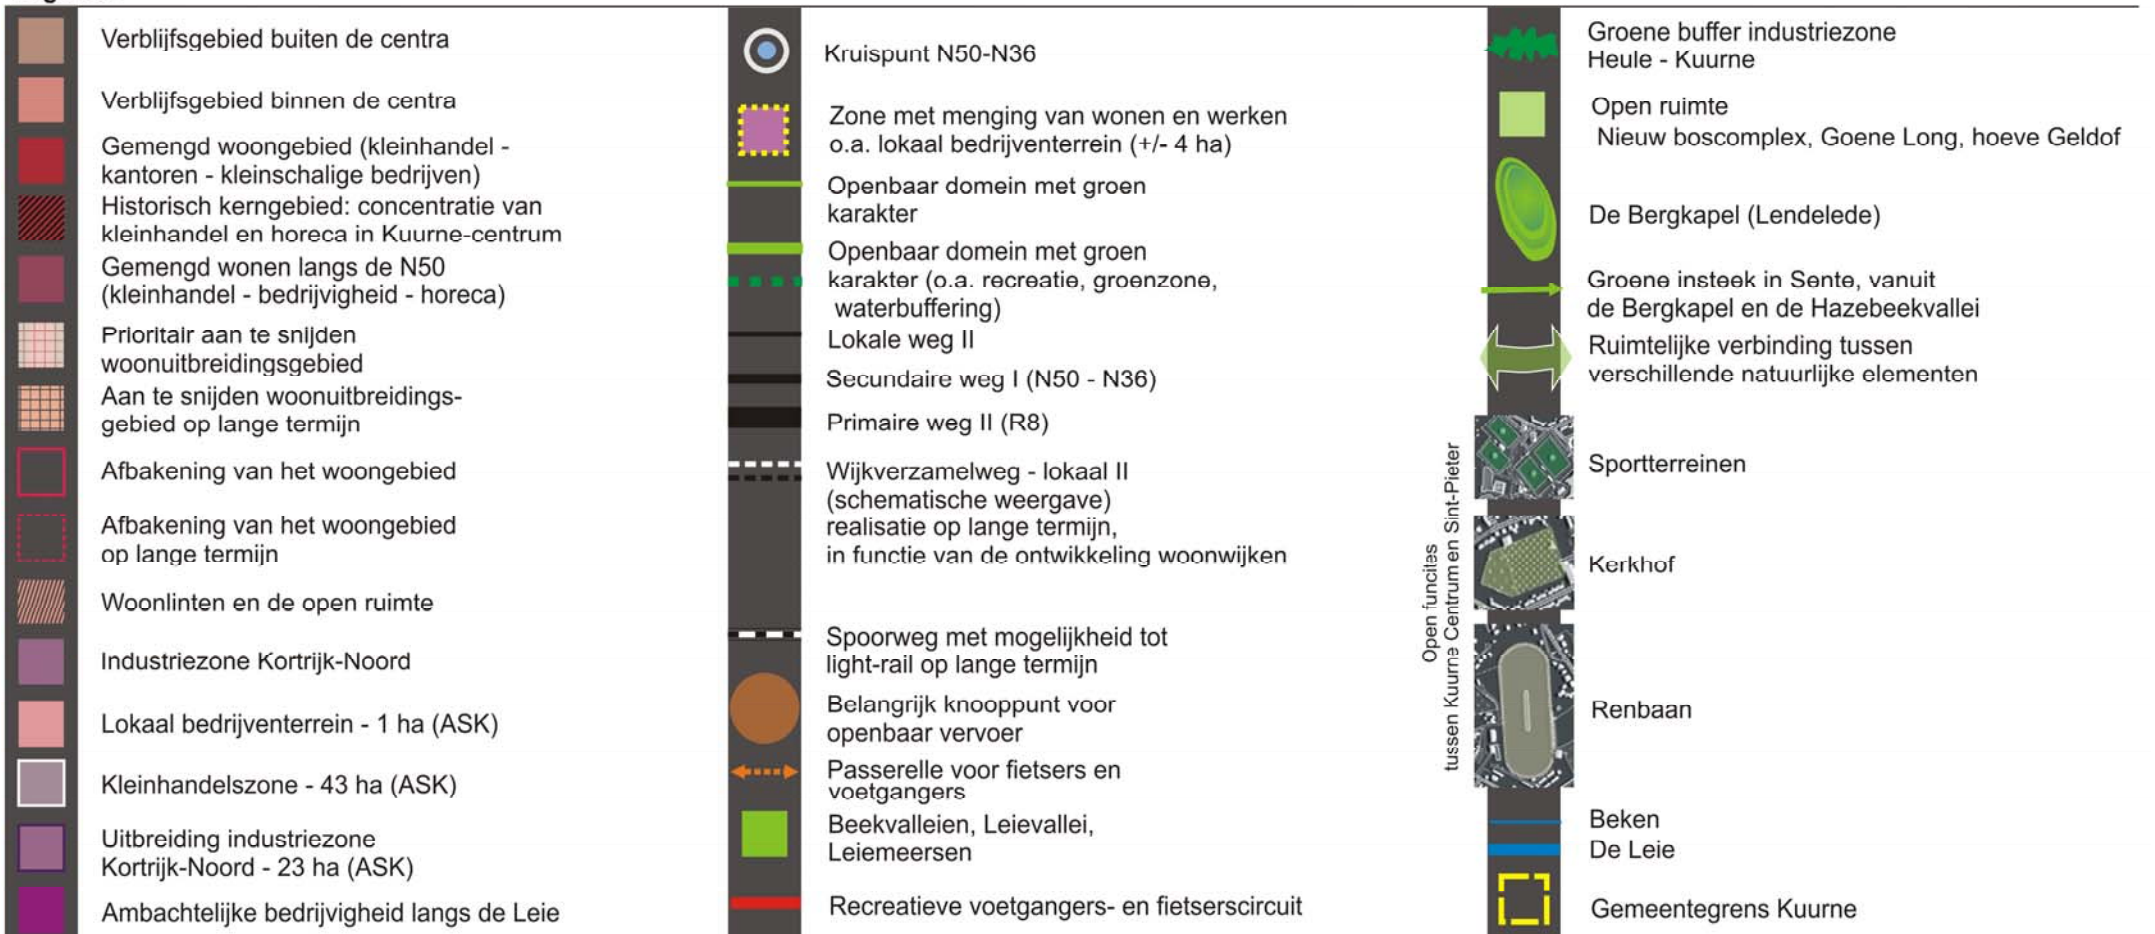 Verblijfsgebied buiten de centra
Verblijfsgebied binnen de centra
Gemengd woongebied (kleinhandel -
kantoren - kleinschalige bedrijven)
Historisch kerngebied: concentratie van
kleinhandel en horeca in Kuurne-centrum
Gemengd wonen langs de N50
(kleinhandel - bedrijvigheid - horeca)
Prioritair aan te snijden
woonuitbreidingsgebied
Aan te snijden woonuitbreidings-
gebied op lange termijn
Afbakening van het woongebied
Afbakening van het woongebied
op lange termijn
Woonlinten en de open ruimte
Industriezone Kortrijk-Noord
Lokaal bedrijventerrein - 1 ha (ASK)
Kleinhandelszone - 43 ha (ASK)
Uitbreiding industriezone
Kortrijk-Noord - 23 ha (ASK)
Ambachtelijke bedrijvigheid langs de Leie
Kruispunt N50-N36
Zone met menging van wonen en werken
o.a. lokaal bedrijventerrein (+/- 4 ha)
Openbaar domein met groen
karakter
Openbaar domein met groen
karakter (o.a. recreatie, groenzone,
waterbuffering)
Lokale weg II
Secundaire weg I (N50 - N36)
Primaire weg II (R8)
Wijkverzamelweg - lokaal II
(schematische weergave)
realisatie op lange termijn,
in functie van de ontwikkeling woonwijken
Spoorweg met mogelijkheid tot
light-rail op lange termijn
Belangrijk knooppunt voor
openbaar vervoer
Passerelle voor fietsers en
voetgangers
Beekvalleien, Leievallei,
Leiemeersen
Recreatieve voetgangers- en fietserscircuit
Groene buffer industriezone
Heule - Kuurne
Open ruimte
Nieuw boscomplex, Goene Long, hoeve Geldof
De Bergkapel (Lendelede)
Groene insteek in Sente, vanuit
de Bergkapel en de Hazebeekvallei
Ruimtelijke verbinding tussen
verschillende natuurlijke elementen
Open funcities
tussen Kuurne Centrum en Sint-Pieter
Sportterreinen
Kerkhof
Renbaan
Beken
De Leie
Gemeentegrens Kuurne